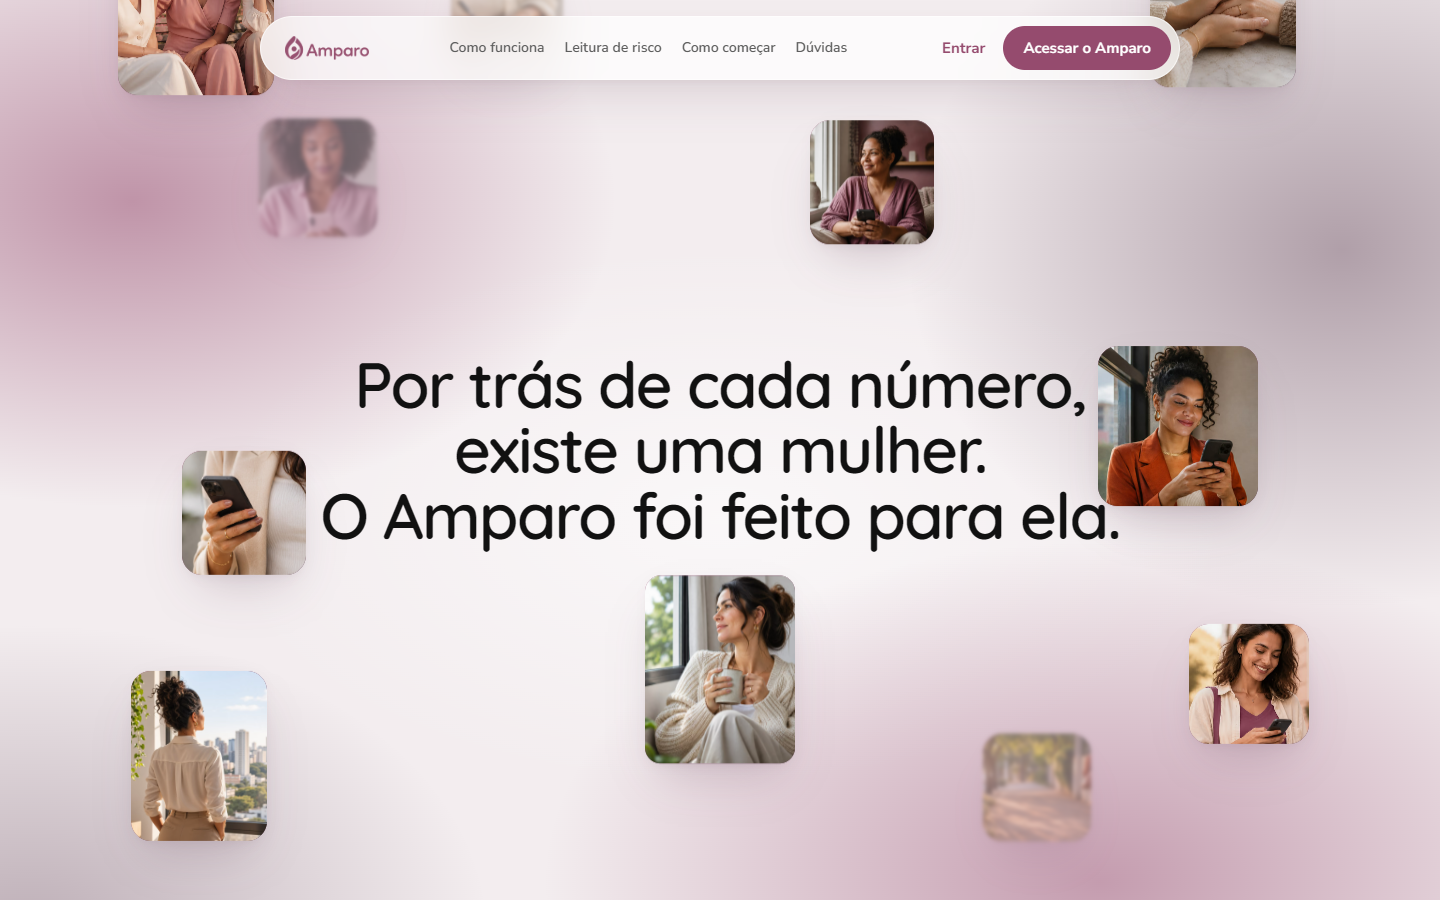 Amparo
Como funciona
Leitura de risco
Como começar
Dúvidas
Entrar
Acessar o Amparo
Por trás de cada número,
existe uma mulher.
O Amparo foi feito para ela.